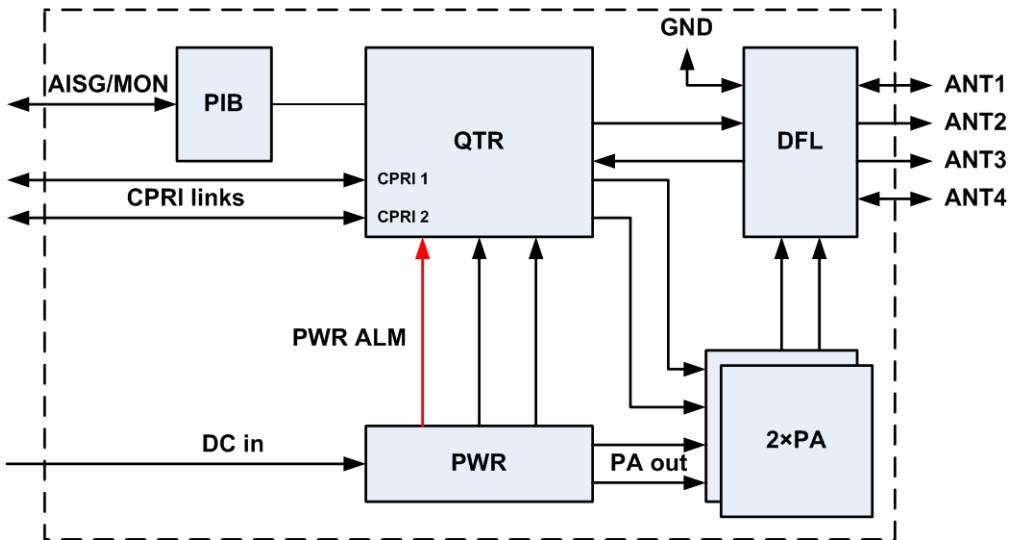 GND
AISG/MON
PIB
QTR
DFL
ANT1
ANT2
ANT3
ANT4
CPRI 1
CPRI links
CPRI 2
PWR ALM
DC in
PWR
PA out
2×PA